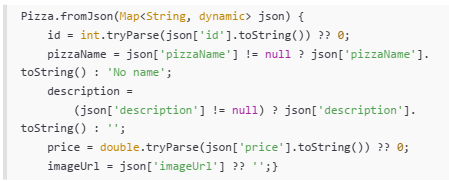 Pizza.fromJson(Map<String, dynamic> json) {
    id = int.tryParse(json['id'].toString()) ?? 0;
    pizzaName = json['pizzaName'] != null ? json['pizzaName'].
toString() : 'No name';
    description =
        (json['description'] != null) ? json['description'].
toString() : '';
    price = double.tryParse(json['price'].toString()) ?? 0;
    imageUrl = json['imageUrl'] ?? '';}